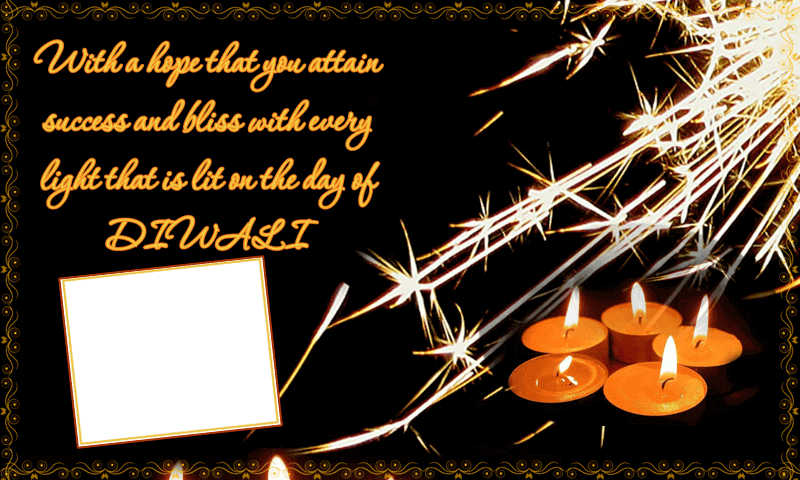 With a hope that you attain
success and bliss with every
light that is lit on the day of
DIWALI